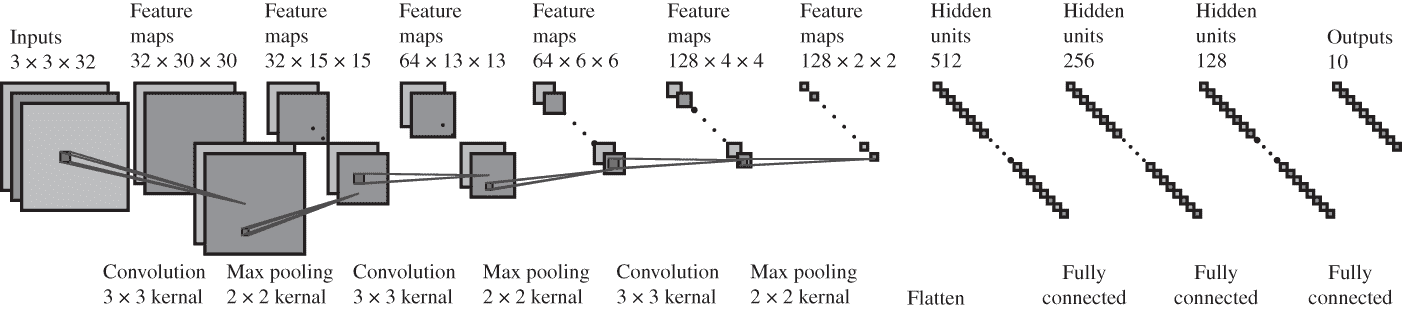 Inputs
3 × 3 × 32
Feature
maps
32 × 30 × 30
Feature
maps
32 × 15 × 15
Feature
maps
64 × 13 × 13
Feature
maps
64 × 6 × 6
Feature
maps
128 × 4 × 4
Feature
maps
128 × 2 × 2
Hidden
units
512
Hidden
units
256
Hidden
units
128
Outputs
10
Convolution
3 × 3 kernal
Max pooling
2 × 2 kernal
Convolution
3 × 3 kernal
Max pooling
2 × 2 kernal
Convolution
3 × 3 kernal
Max pooling
2 × 2 kernal
Flatten
Fully
connected
Fully
connected
Fully
connected